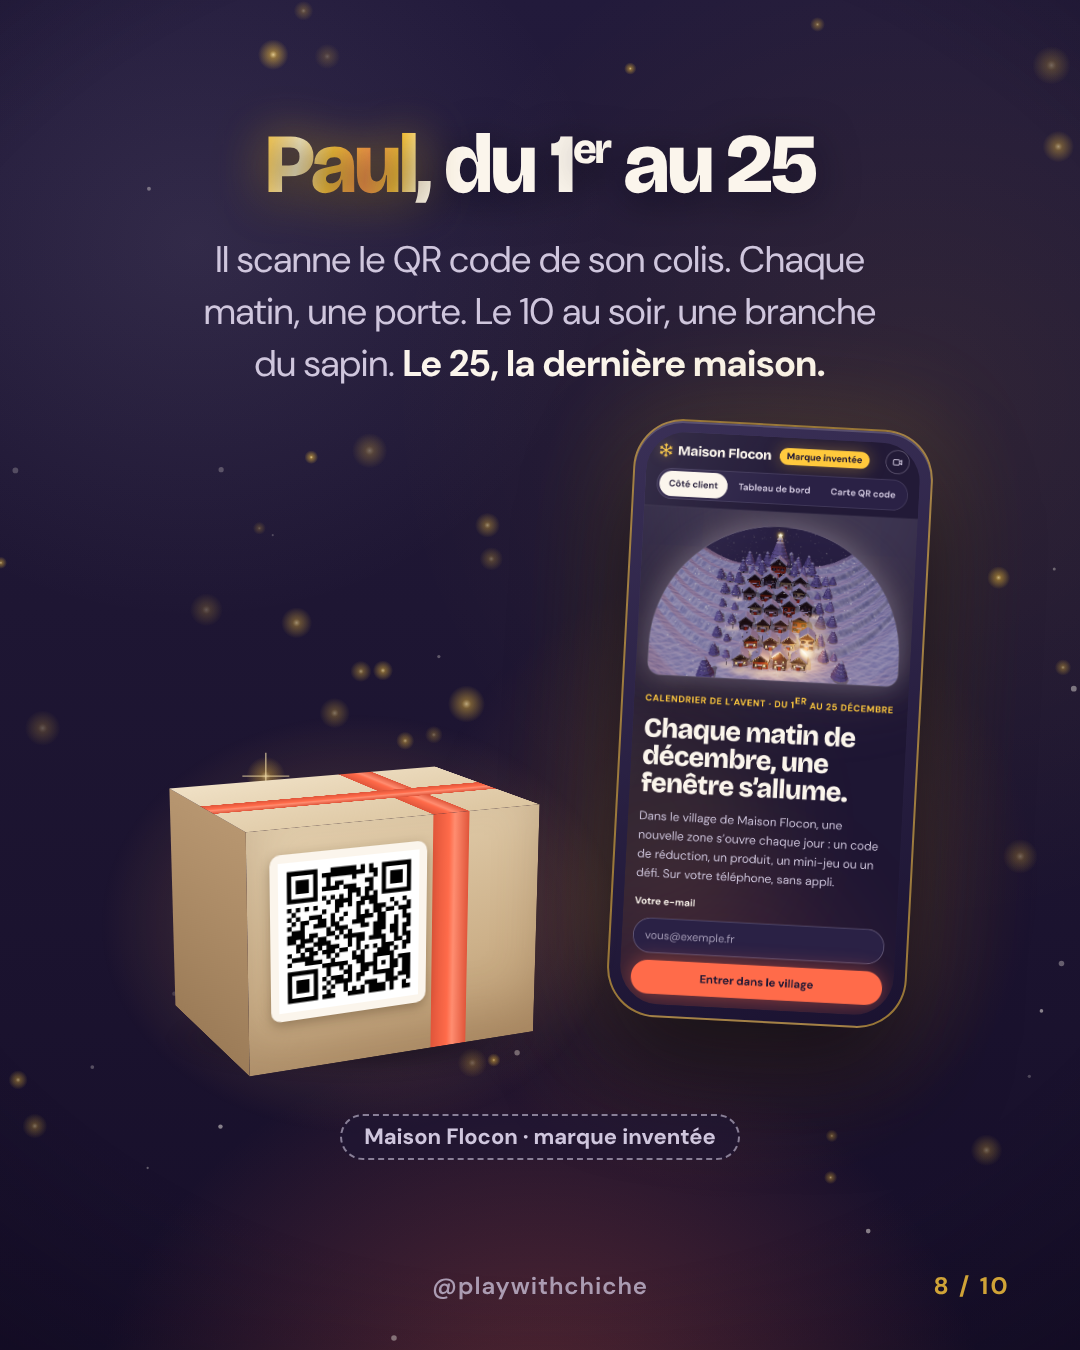 Paul, du 1er au 25
Il scanne le QR code de son colis. Chaque
matin, une porte. Le 10 au soir, une branche
du sapin. Le 25, la dernière maison.
Maison Flocon
Marque inventée
Côté client
Tableau de bord
Carte QR code
CALENDRIER DE L'AVENT · DU 1ER AU 25 DÉCEMBRE
Chaque matin de
décembre, une
fenêtre s'allume.
Dans le village de Maison Flocon, une
nouvelle zone s'ouvre chaque jour : un code
de réduction, un produit, un mini-jeu ou un
défi. Sur votre téléphone, sans appli.
Votre e-mail
vous@exemple.fr
Entrer dans le village
Maison Flocon · marque inventée
@playwithchiche
8 / 10